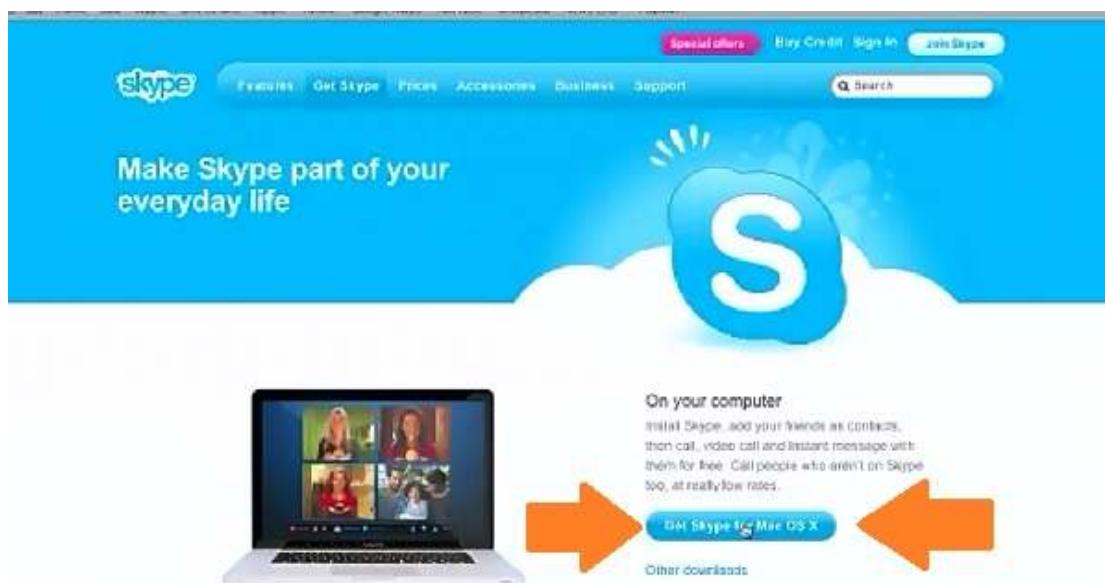 Special offers Buy Credit Sign In Join Skype
skype Features Get Skype Prices Accessories Business Support Search
Make Skype part of your
everyday life
S
On your computer
Install Skype, add your friends as contacts,
then call, video call and instant message with
them for free. Call people who aren't on Skype
too, at really low rates.
Get Skype for Mac OS X
Other downloads